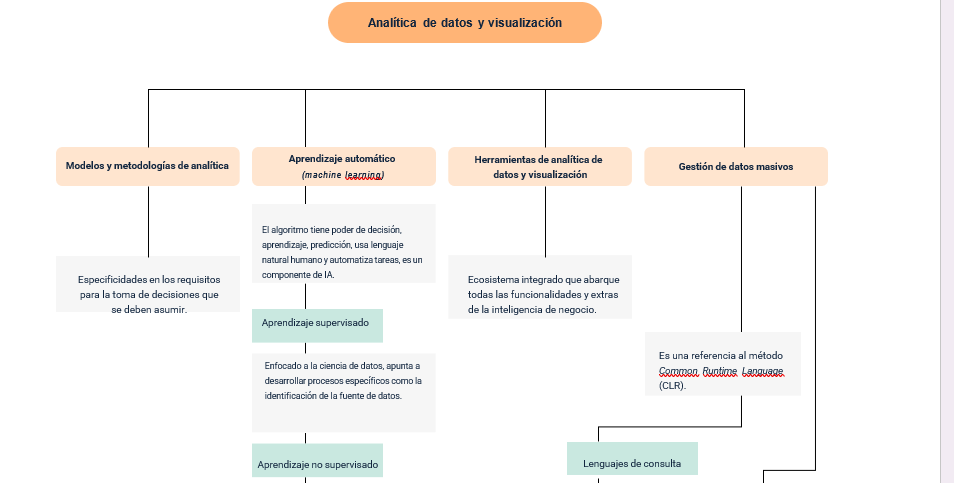 Analítica de datos y visualización
Modelos y metodologías de analítica
Aprendizaje automático
(machine learning)
Herramientas de analítica de
datos y visualización
Gestión de datos masivos
El algoritmo tiene poder de decisión,
aprendizaje, predicción, usa lenguaje
natural humano y automatiza tareas, es un
componente de IA.
Especificidades en los requisitos
para la toma de decisiones que
se deben asumir.
Ecosistema integrado que abarque
todas las funcionalidades y extras
de la inteligencia de negocio.
Aprendizaje supervisado
Enfocado a la ciencia de datos, apunta a
desarrollar procesos específicos como la
identificación de la fuente de datos.
Es una referencia al método
Common Runtime Language
(CLR).
Aprendizaje no supervisado
Lenguajes de consulta